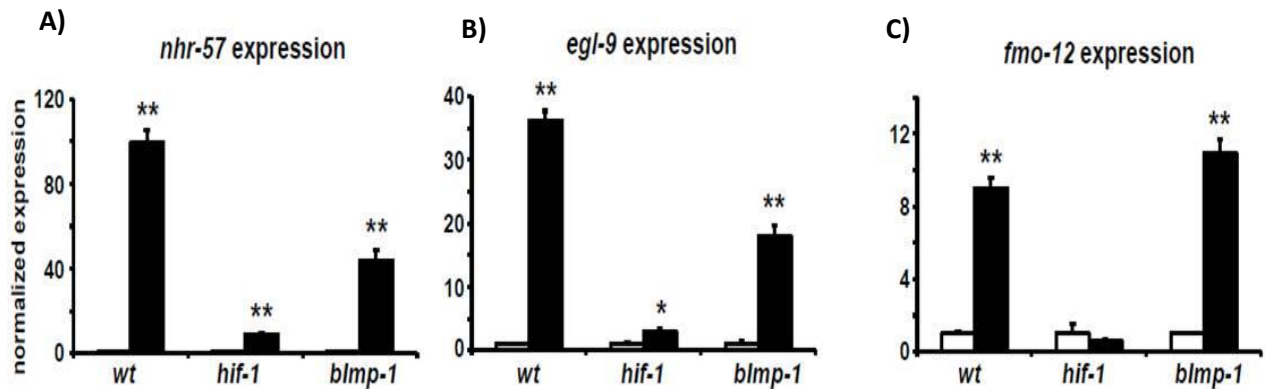 A)
nhr-57 expression
normalized expression
120
80
40
0
**
**
**
wt
hif-1
blmp-1
B)
egl-9 expression
40
30
20
10
0
**
*
**
wt
hif-1
blmp-1
C)
fmo-12 expression
12
8
4
0
**
**
wt
hif-1
blmp-1